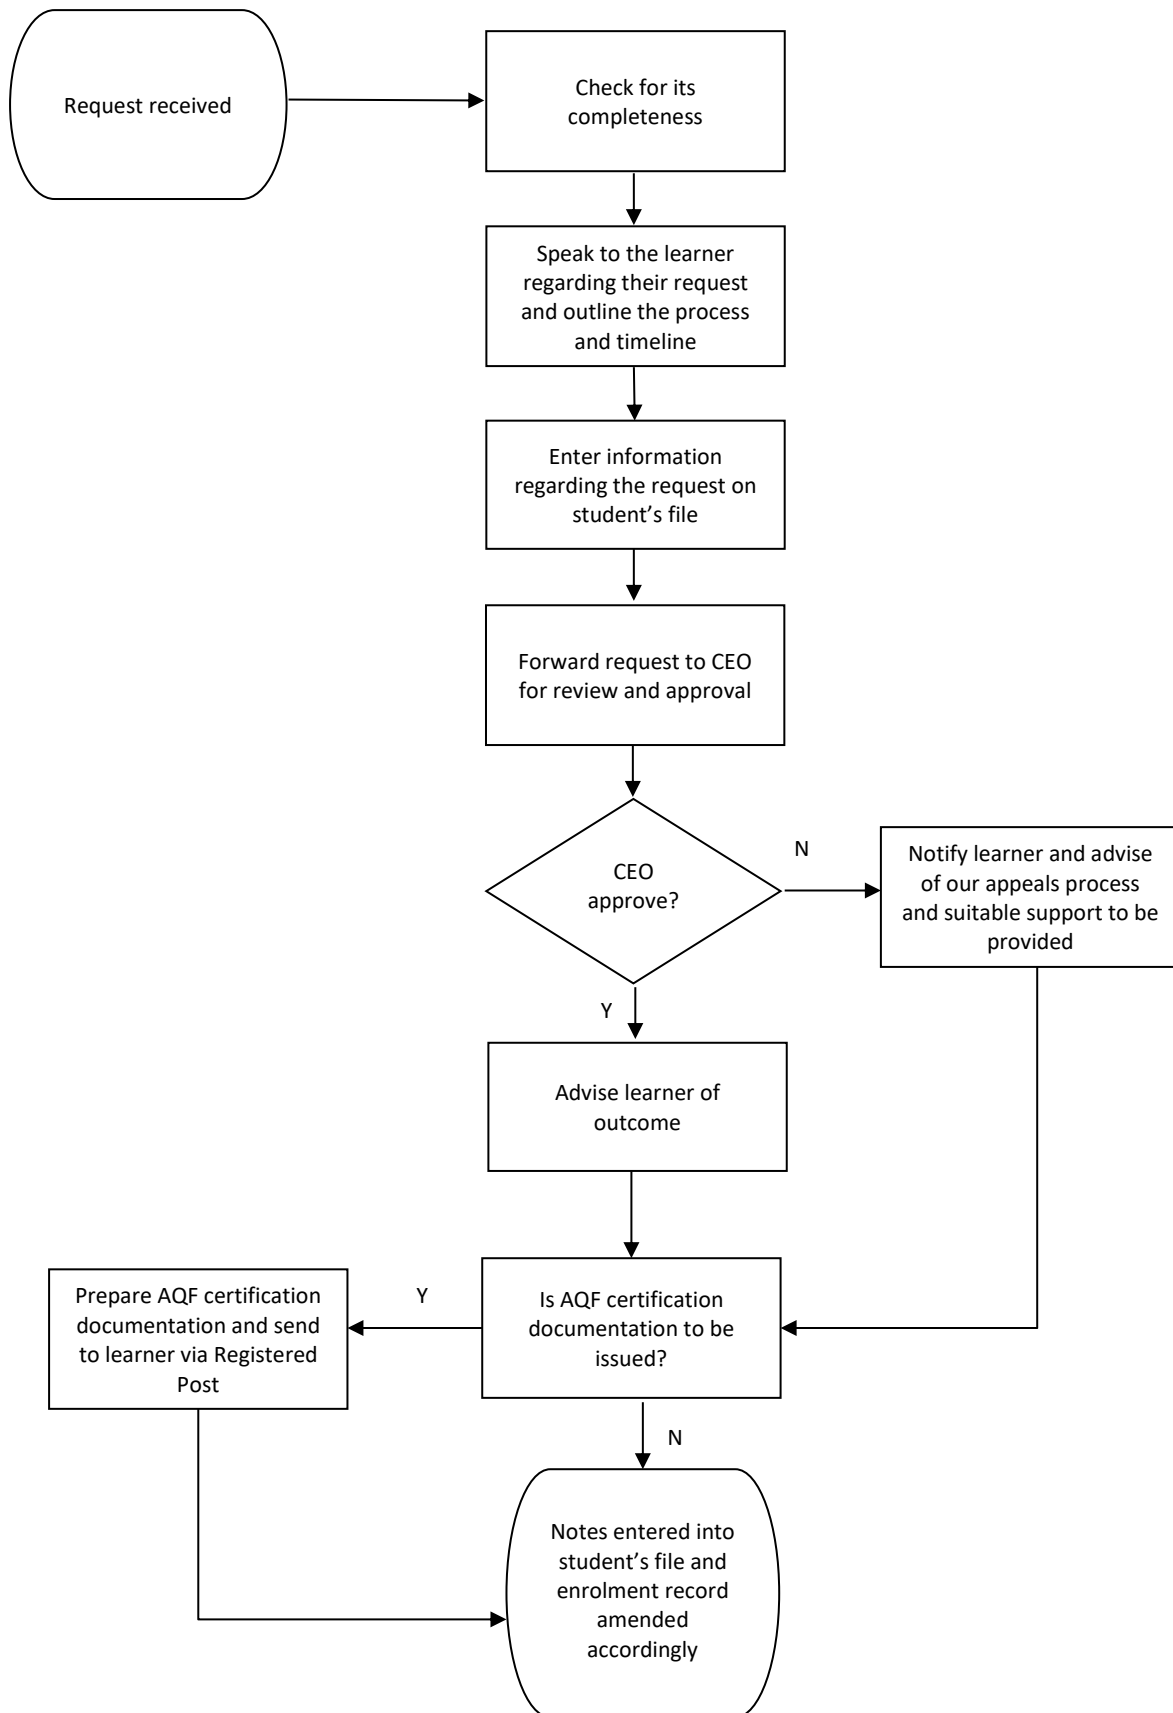 Request received
Check for its
completeness
Speak to the learner
regarding their request
and outline the process
and timeline
Enter information
regarding the request on
student’s file
Forward request to CEO
for review and approval
CEO
approve?
N
Notify learner and advise
of our appeals process
and suitable support to be
provided
Y
Advise learner of
outcome
Is AQF certification
documentation to be
issued?
Y
Prepare AQF certification
documentation and send
to learner via Registered
Post
N
Notes entered into
student’s file and
enrolment record
amended
accordingly